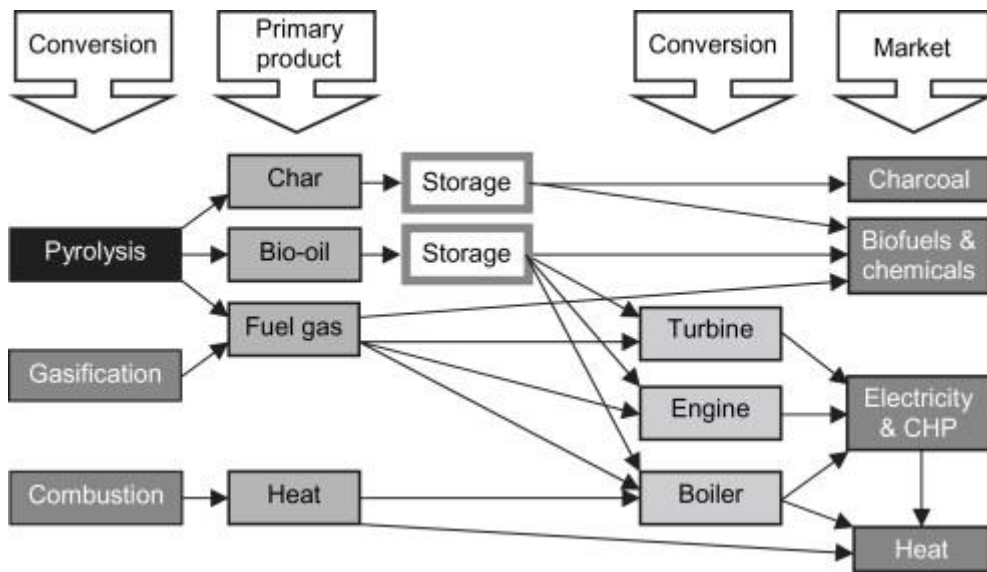 Conversion
Primary
product
Conversion
Market
Char
Storage
Charcoal
Pyrolysis
Bio-oil
Storage
Biofuels &
chemicals
Fuel gas
Turbine
Gasification
Engine
Electricity
& CHP
Combustion
Heat
Boiler
Heat